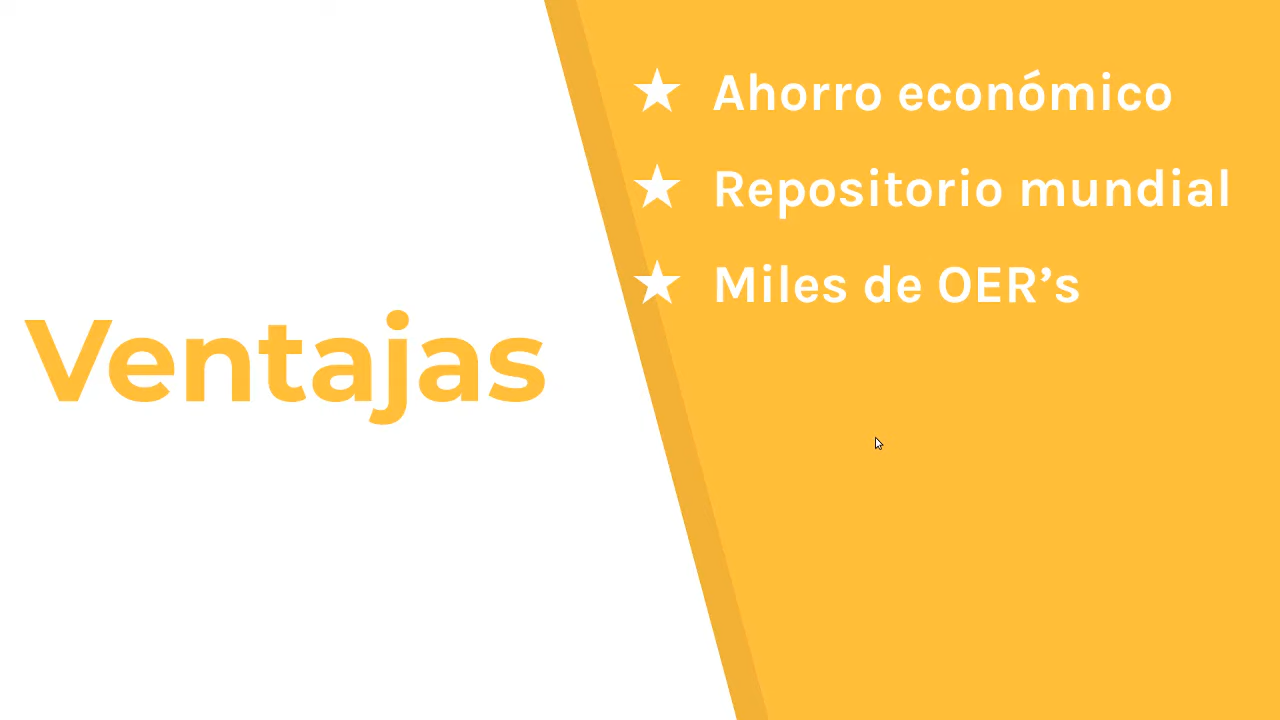 Ventajas
★ Ahorro económico
★ Repositorio mundial
★ Miles de OER’s